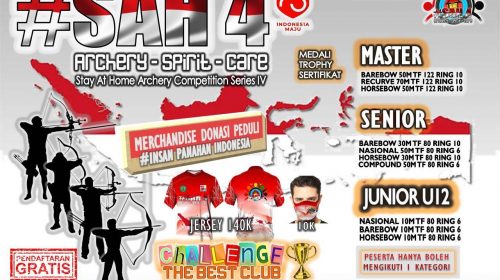 #SAH 4
ARCHERY - SPIRIT - CARE
Stay At Home Archery Competition Series IV
INDONESIA
MAJU
MEDALI
TROPHY
SERTIFIKAT
MASTER
BAREBOW 50M TF 122 RING 10
RECURVE 70M TF 122 RING 10
HORSEBOW 50M TF 122 RING 10
MERCHANDISE DONASI PEDULI
#INSAN PANAHAN INDONESIA
SENIOR
BAREBOW 30M TF 80 RING 10
NASIONAL 50M TF 80 RING 6
HORSEBOW 30M TF 80 RING 10
COMPOUND 50M TF 80 RING 6
JERSEY 140K
10K
JUNIOR U12
NASIONAL 10M TF 80 RING 6
BAREBOW 10M TF 80 RING 6
HORSEBOW 10M TF 80 RING 6
PENDAFTARAN
GRATIS
CHALLENGE
THE BEST CLUB
PESERTA HANYA BOLEH
MENGIKUTI 1 KATEGORI